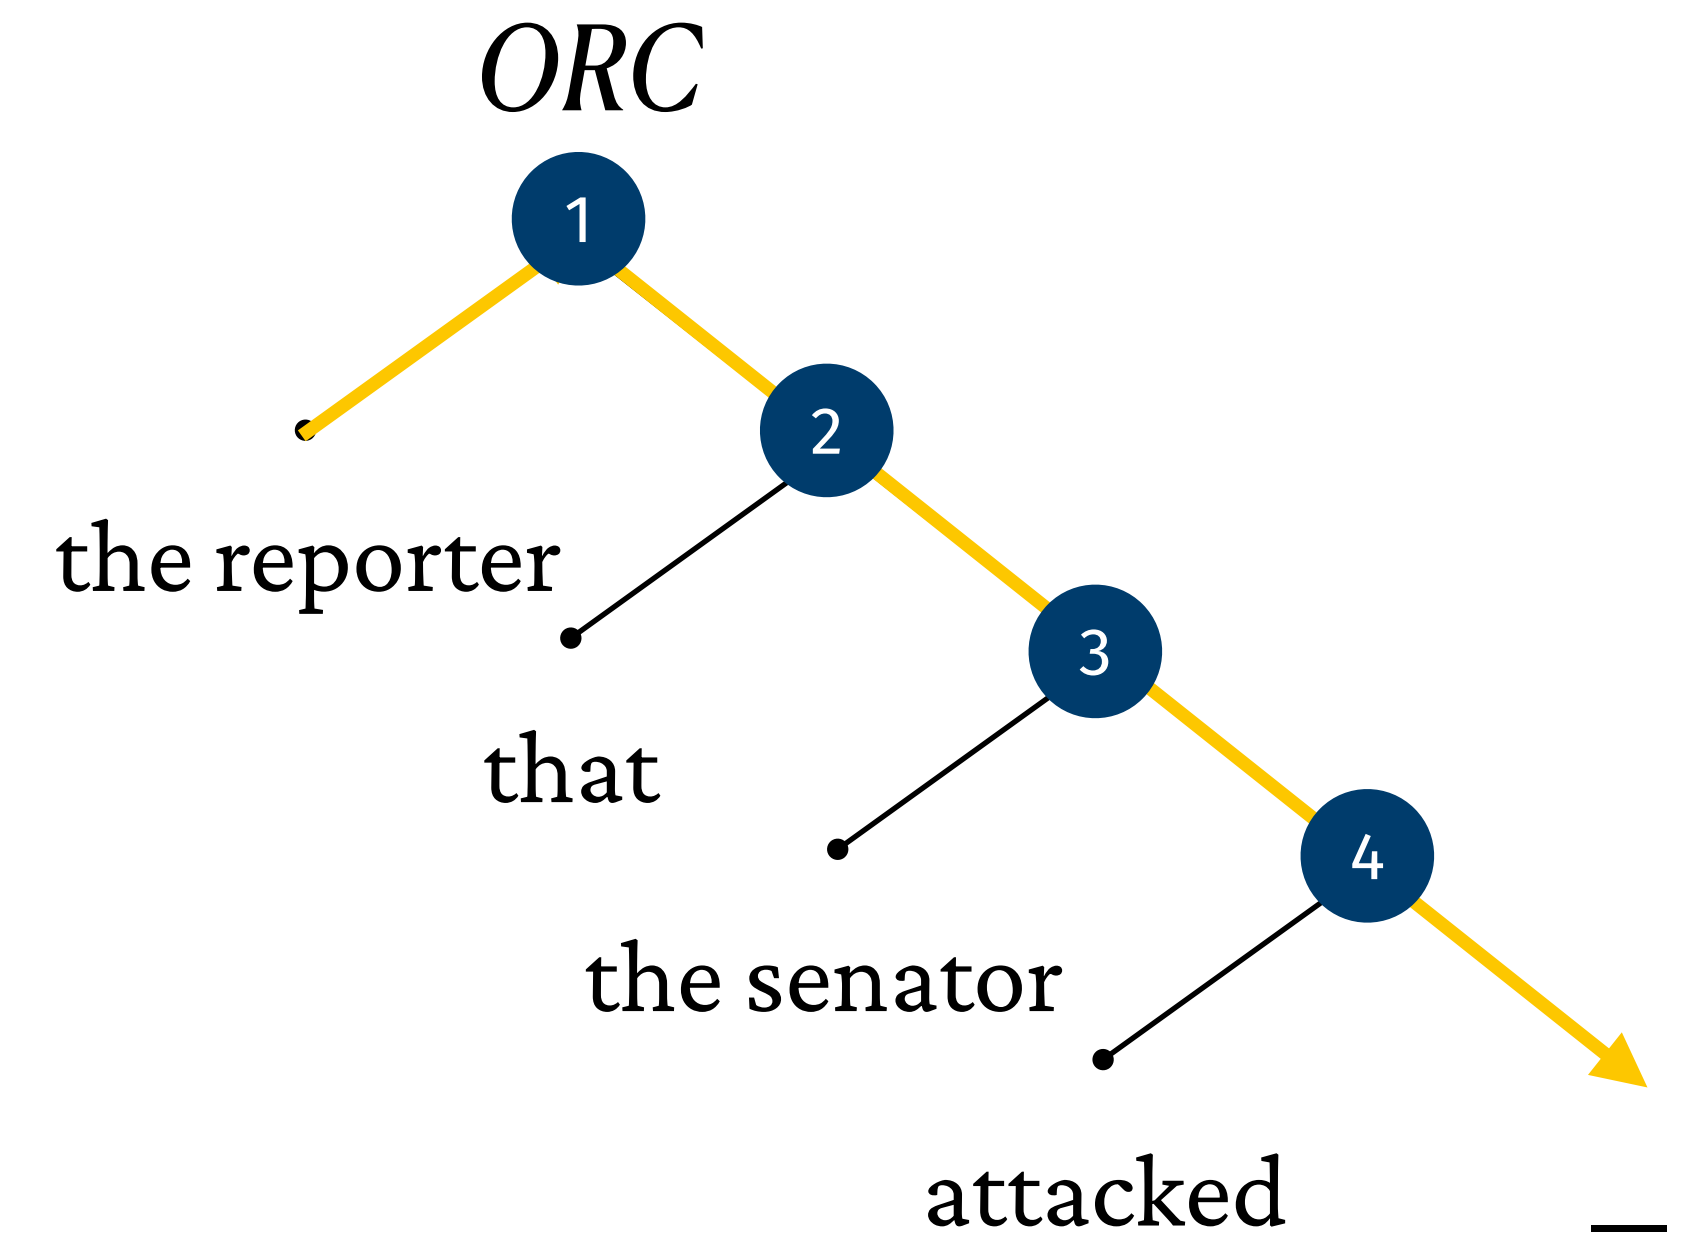 ORC
1
2
the reporter
3
that
4
the senator
attacked